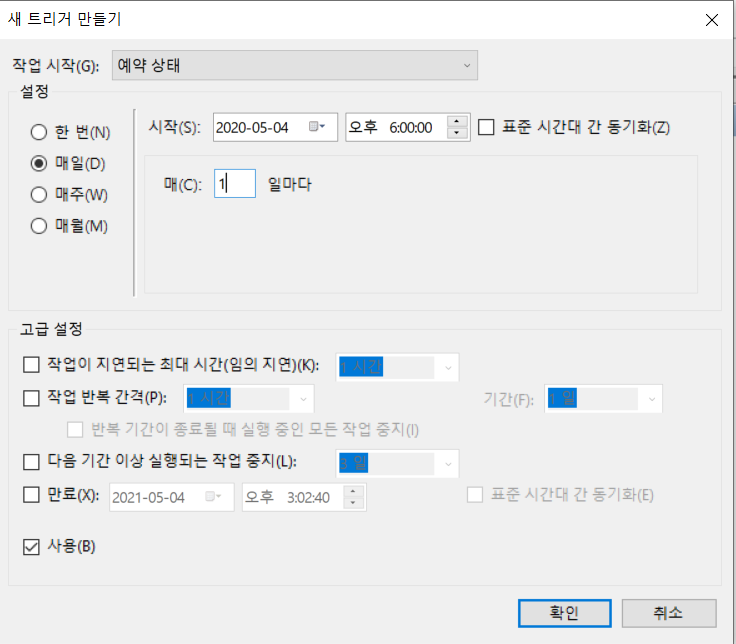 새 트리거 만들기
작업 시작(G): 예약 상태
설정
한 번(N)
매일(D)
매주(W)
매월(M)
시작(S): 2020-05-04 오후 6:00:00 표준 시간대 간 동기화(Z)
매(C): 1 일마다
고급 설정
작업이 지연되는 최대 시간(임의 지연)(K): 1 시간
작업 반복 간격(P): 1 시간 기간(F): 1 일
반복 기간이 종료될 때 실행 중인 모든 작업 중지(I)
다음 기간 이상 실행되는 작업 중지(L): 3 일
만료(X): 2021-05-04 오후 3:02:40 표준 시간대 간 동기화(E)
사용(B)
확인 취소